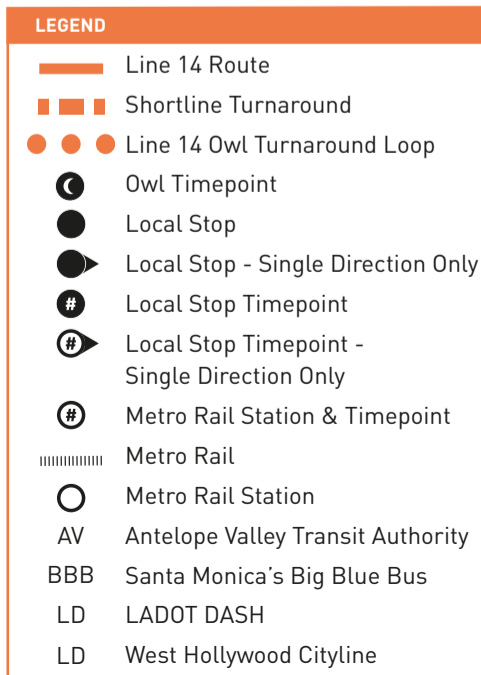 LEGEND
Line 14 Route
Shortline Turnaround
Line 14 Owl Turnaround Loop
Owl Timepoint
Local Stop
Local Stop - Single Direction Only
# Local Stop Timepoint
# Local Stop Timepoint -
Single Direction Only
# Metro Rail Station & Timepoint
Metro Rail
Metro Rail Station
AV Antelope Valley Transit Authority
BBB Santa Monica's Big Blue Bus
LD LADOT DASH
LD West Hollywood Cityline